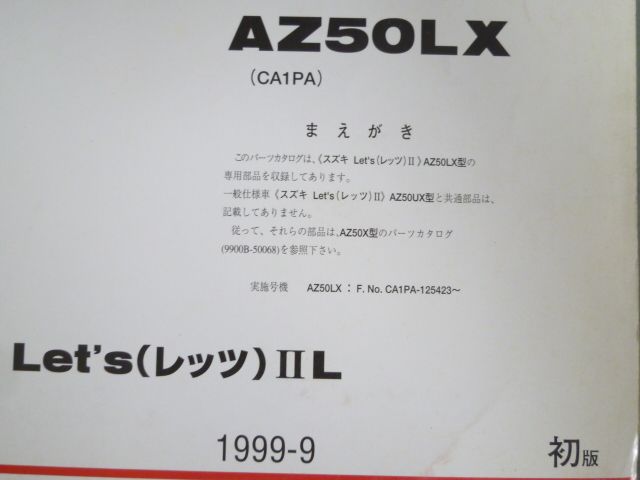 AZ50LX
(CA1PA)
まえがき
このパーツカタログは、《スズキ Let's(レッツ)Ⅱ》AZ50LX型の
専用部品を収録してあります。
一般仕様車《スズキ Let's(レッツ)Ⅱ》AZ50UX型と共通部品は、
記載してありません。
従って、それらの部品は、AZ50X型のパーツカタログ
(9900B-50068)を参照下さい。
実施号機 AZ50LX : F. No. CA1PA-125423~
Let's(レッツ)ⅡL
1999-9
初版